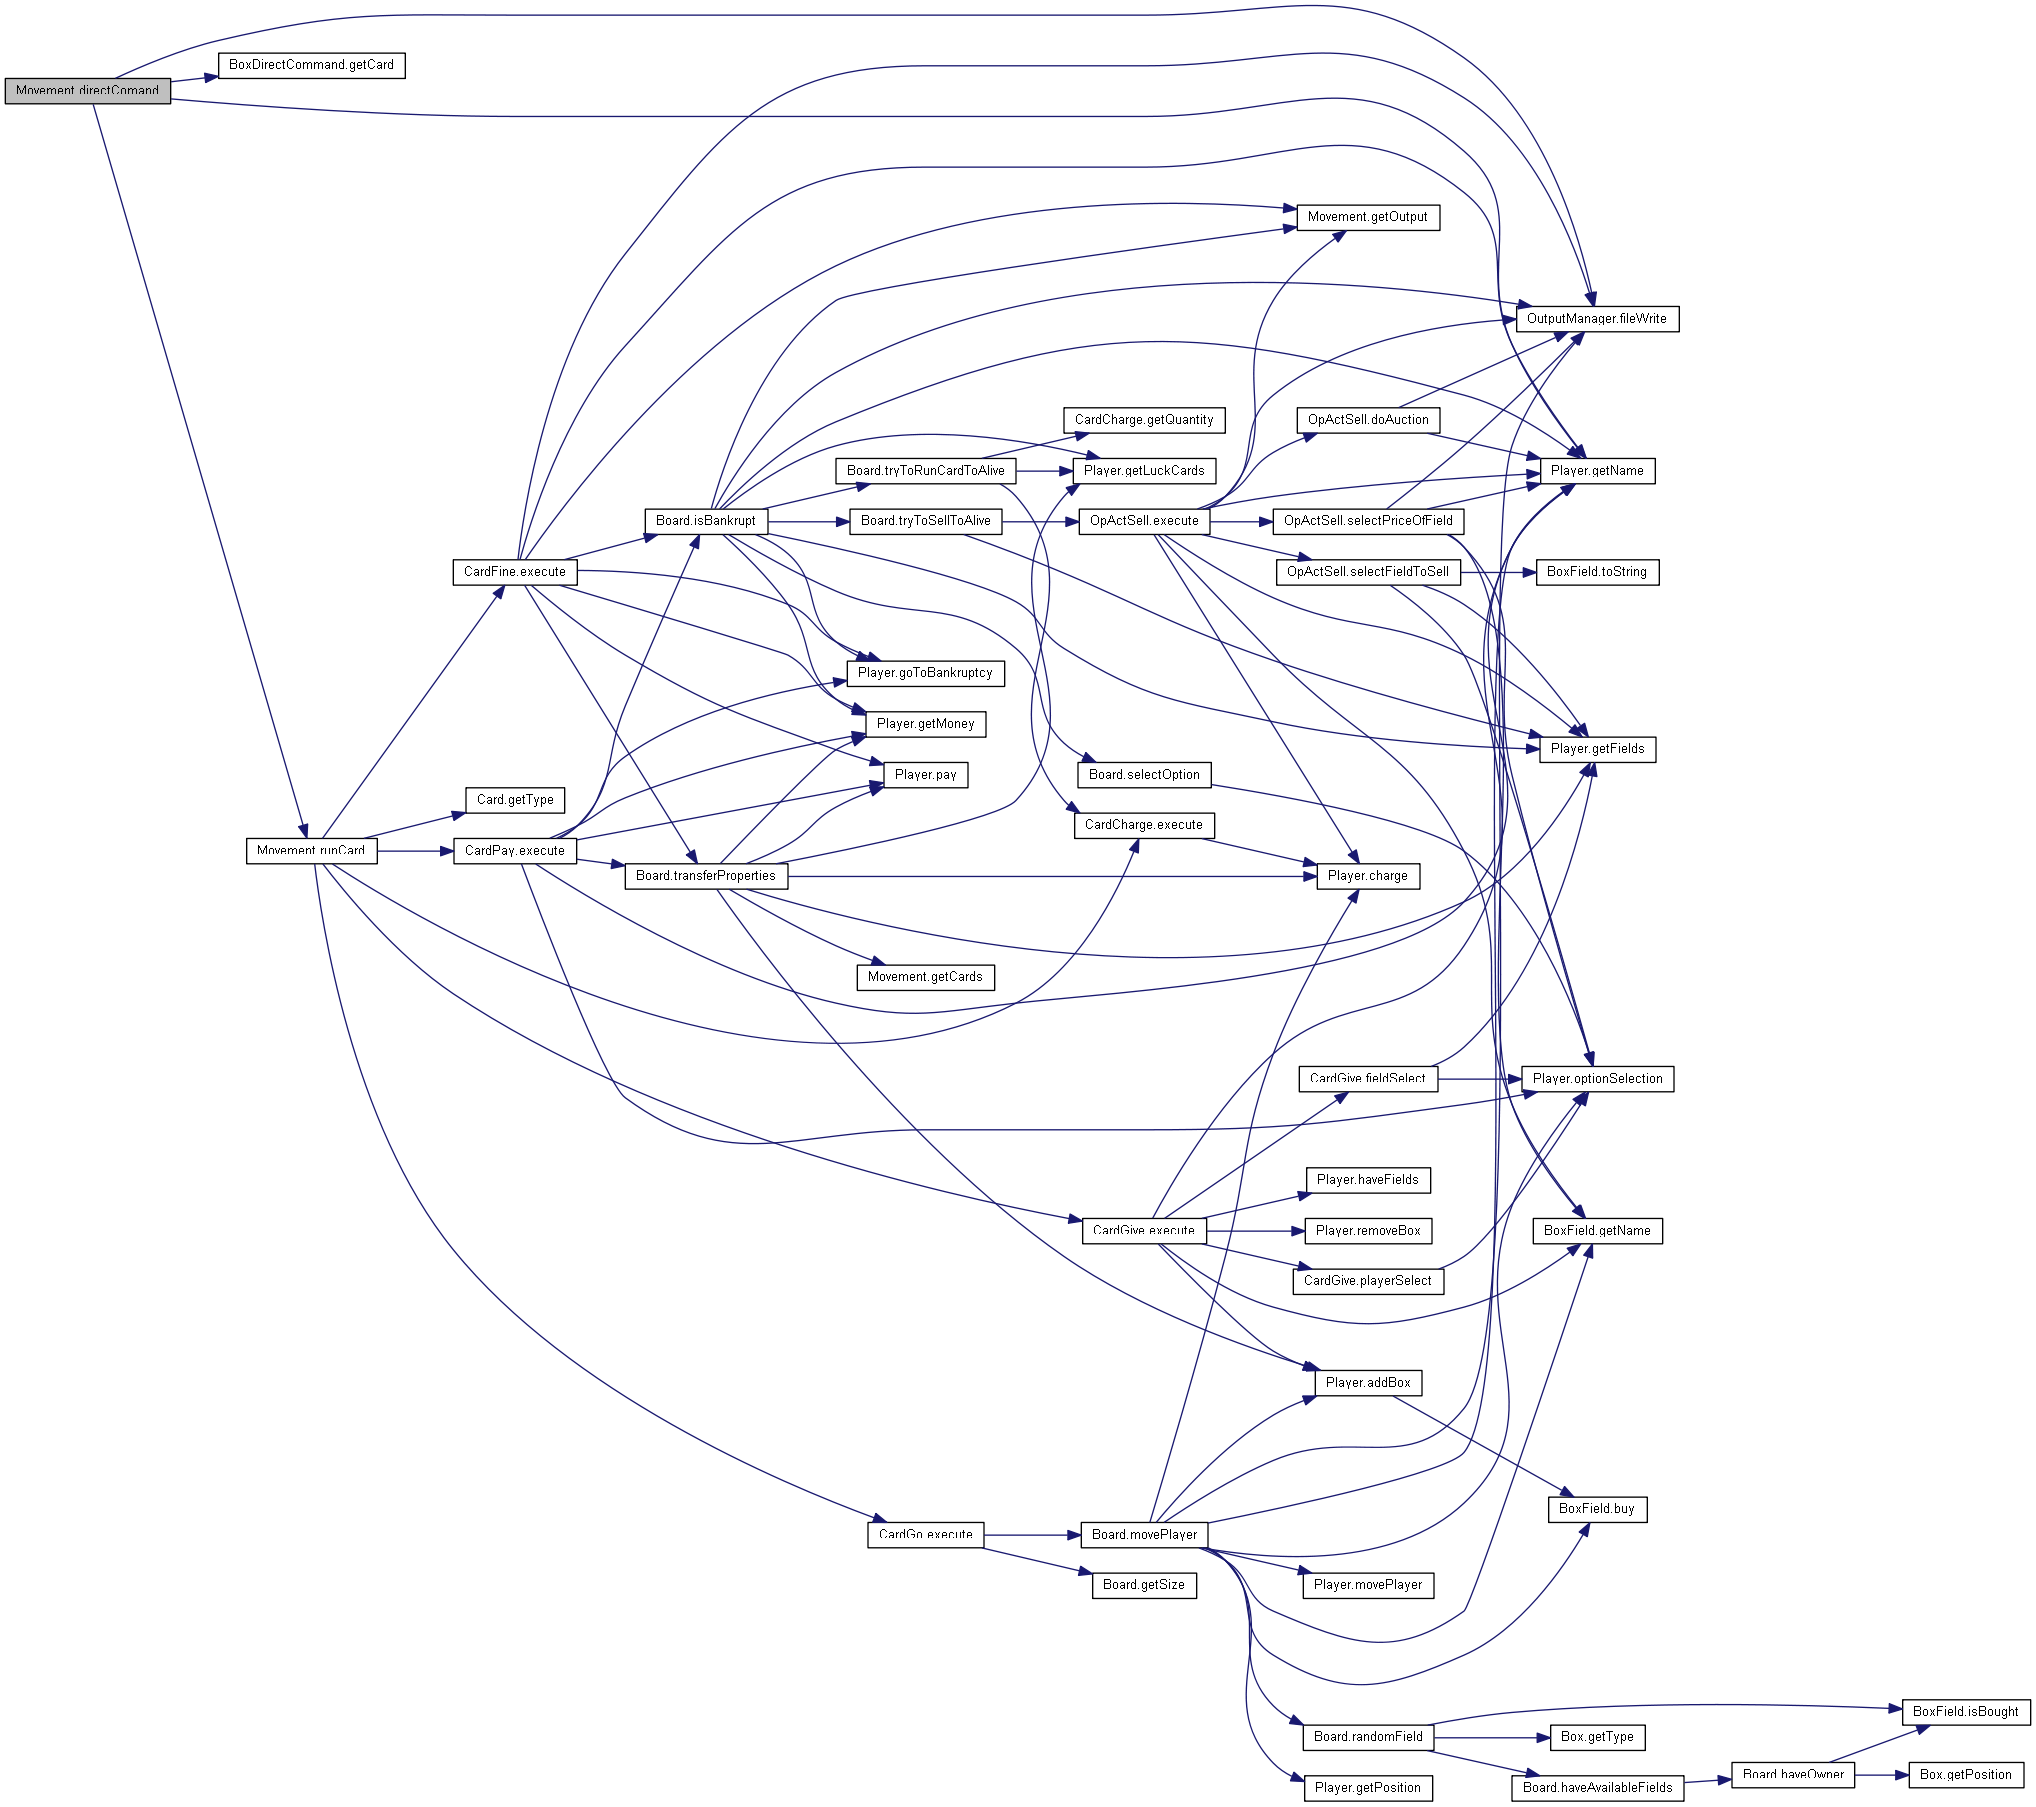 BoxDirectCommand.getCard
Movement.directComand
Movement.getOutput
OutputManager.fileWrite
CardCharge.getQuantity
OpActSell.doAuction
Board.tryToRunCardToAlive
Player.getLuckCards
Player.getName
Board.isBankrupt
Board.tryToSellToAlive
OpActSell.execute
OpActSell.selectPriceOfField
CardFine.execute
OpActSell.selectFieldToSell
BoxField.toString
Player.goToBankruptcy
Player.getMoney
Player.getFields
Player.pay
Board.selectOption
Card.getType
CardCharge.execute
Movement.runCard
CardPay.execute
Board.transferProperties
Player.charge
Movement.getCards
CardGive.fieldSelect
Player.optionSelection
Player.haveFields
CardGive.execute
Player.removeBox
BoxField.getName
CardGive.playerSelect
Player.addBox
BoxField.buy
CardGo.execute
Board.movePlayer
Board.getSize
Player.movePlayer
BoxField.isBought
Board.randomField
Box.getType
Board.haveOwner
Box.getPosition
Player.getPosition
Board.haveAvailableFields